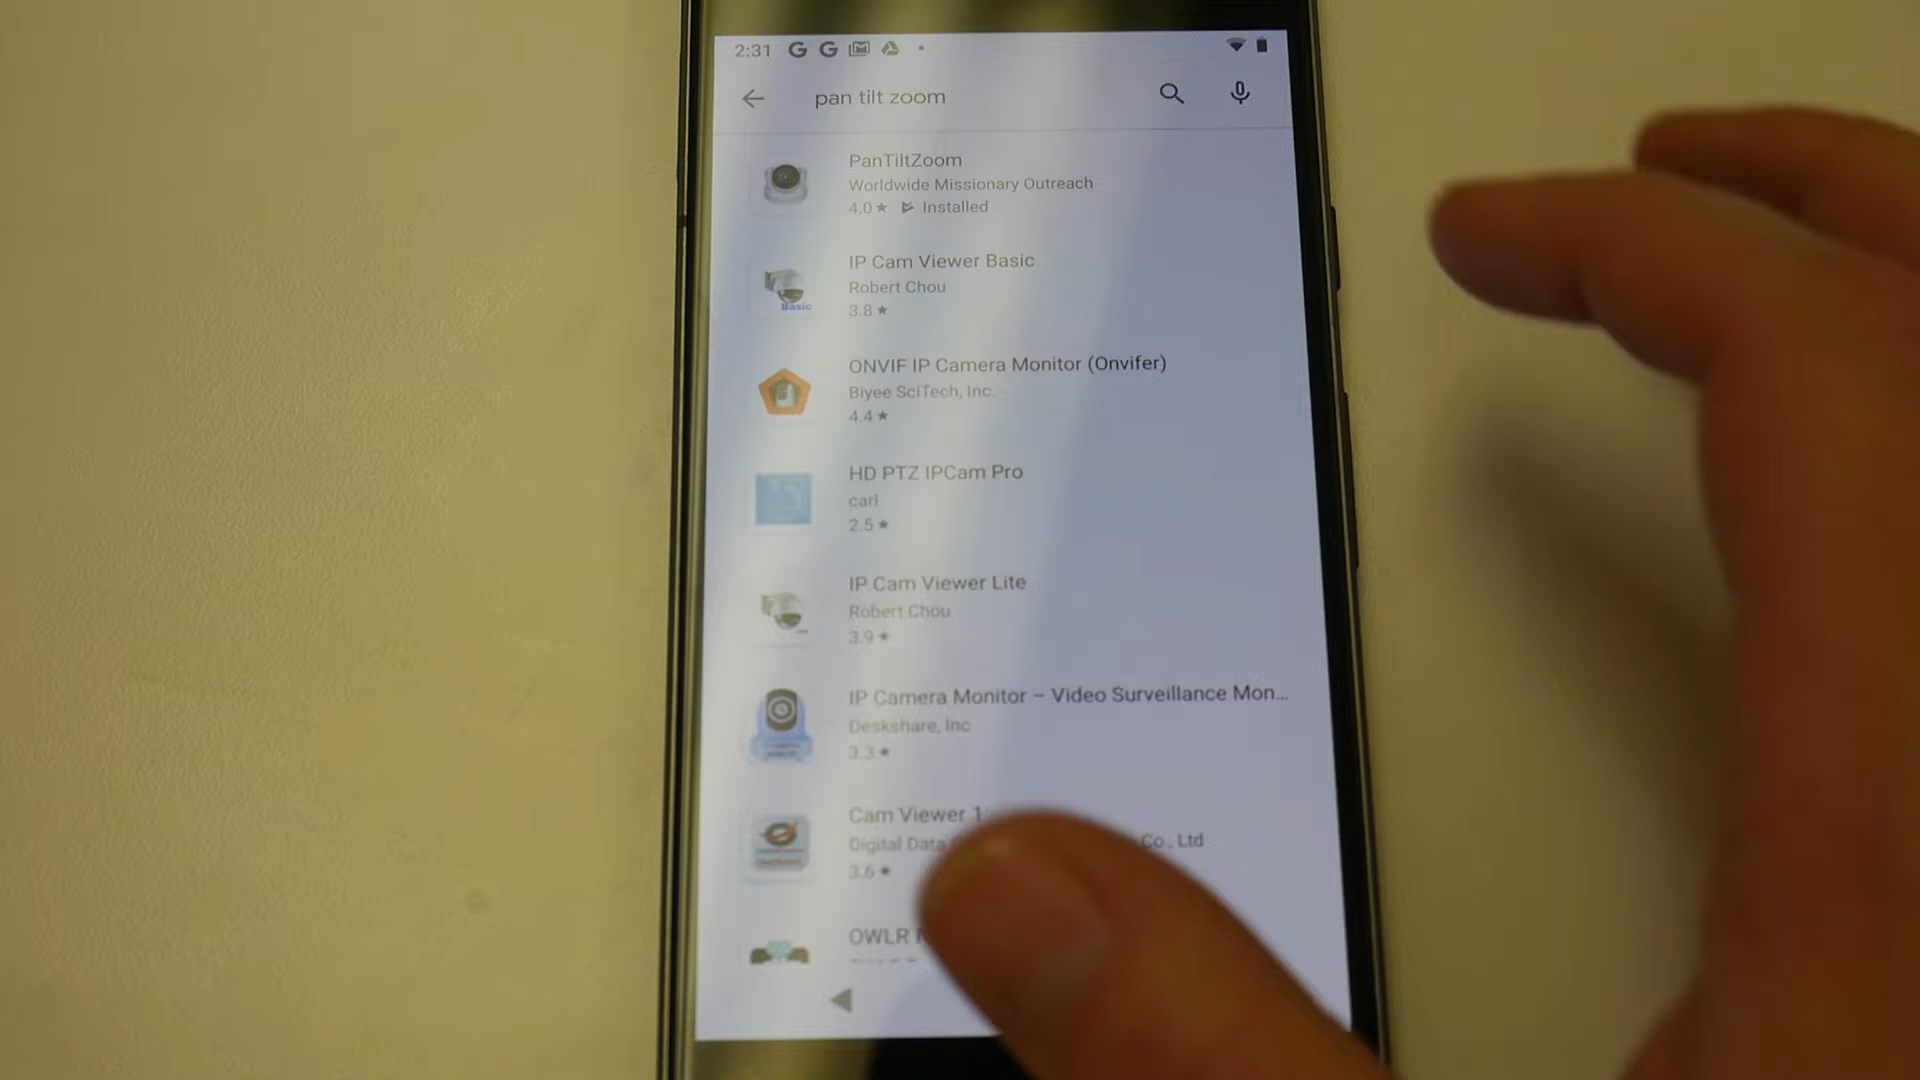 2:31
pan tilt zoom
PanTiltZoom
Worldwide Missionary Outreach
4.0★ Installed
IP Cam Viewer Basic
Robert Chou
3.8★
Basic
ONVIF IP Camera Monitor (Onvifer)
Biyee SciTech, Inc.
4.4★
HD PTZ IPCam Pro
carl
2.5★
IP Cam Viewer Lite
Robert Chou
3.9★
IP Camera Monitor – Video Surveillance Mon...
Deskshare, Inc
3.3★
Cam Viewer 1
Digital Data Co., Ltd
3.6★
OWLR